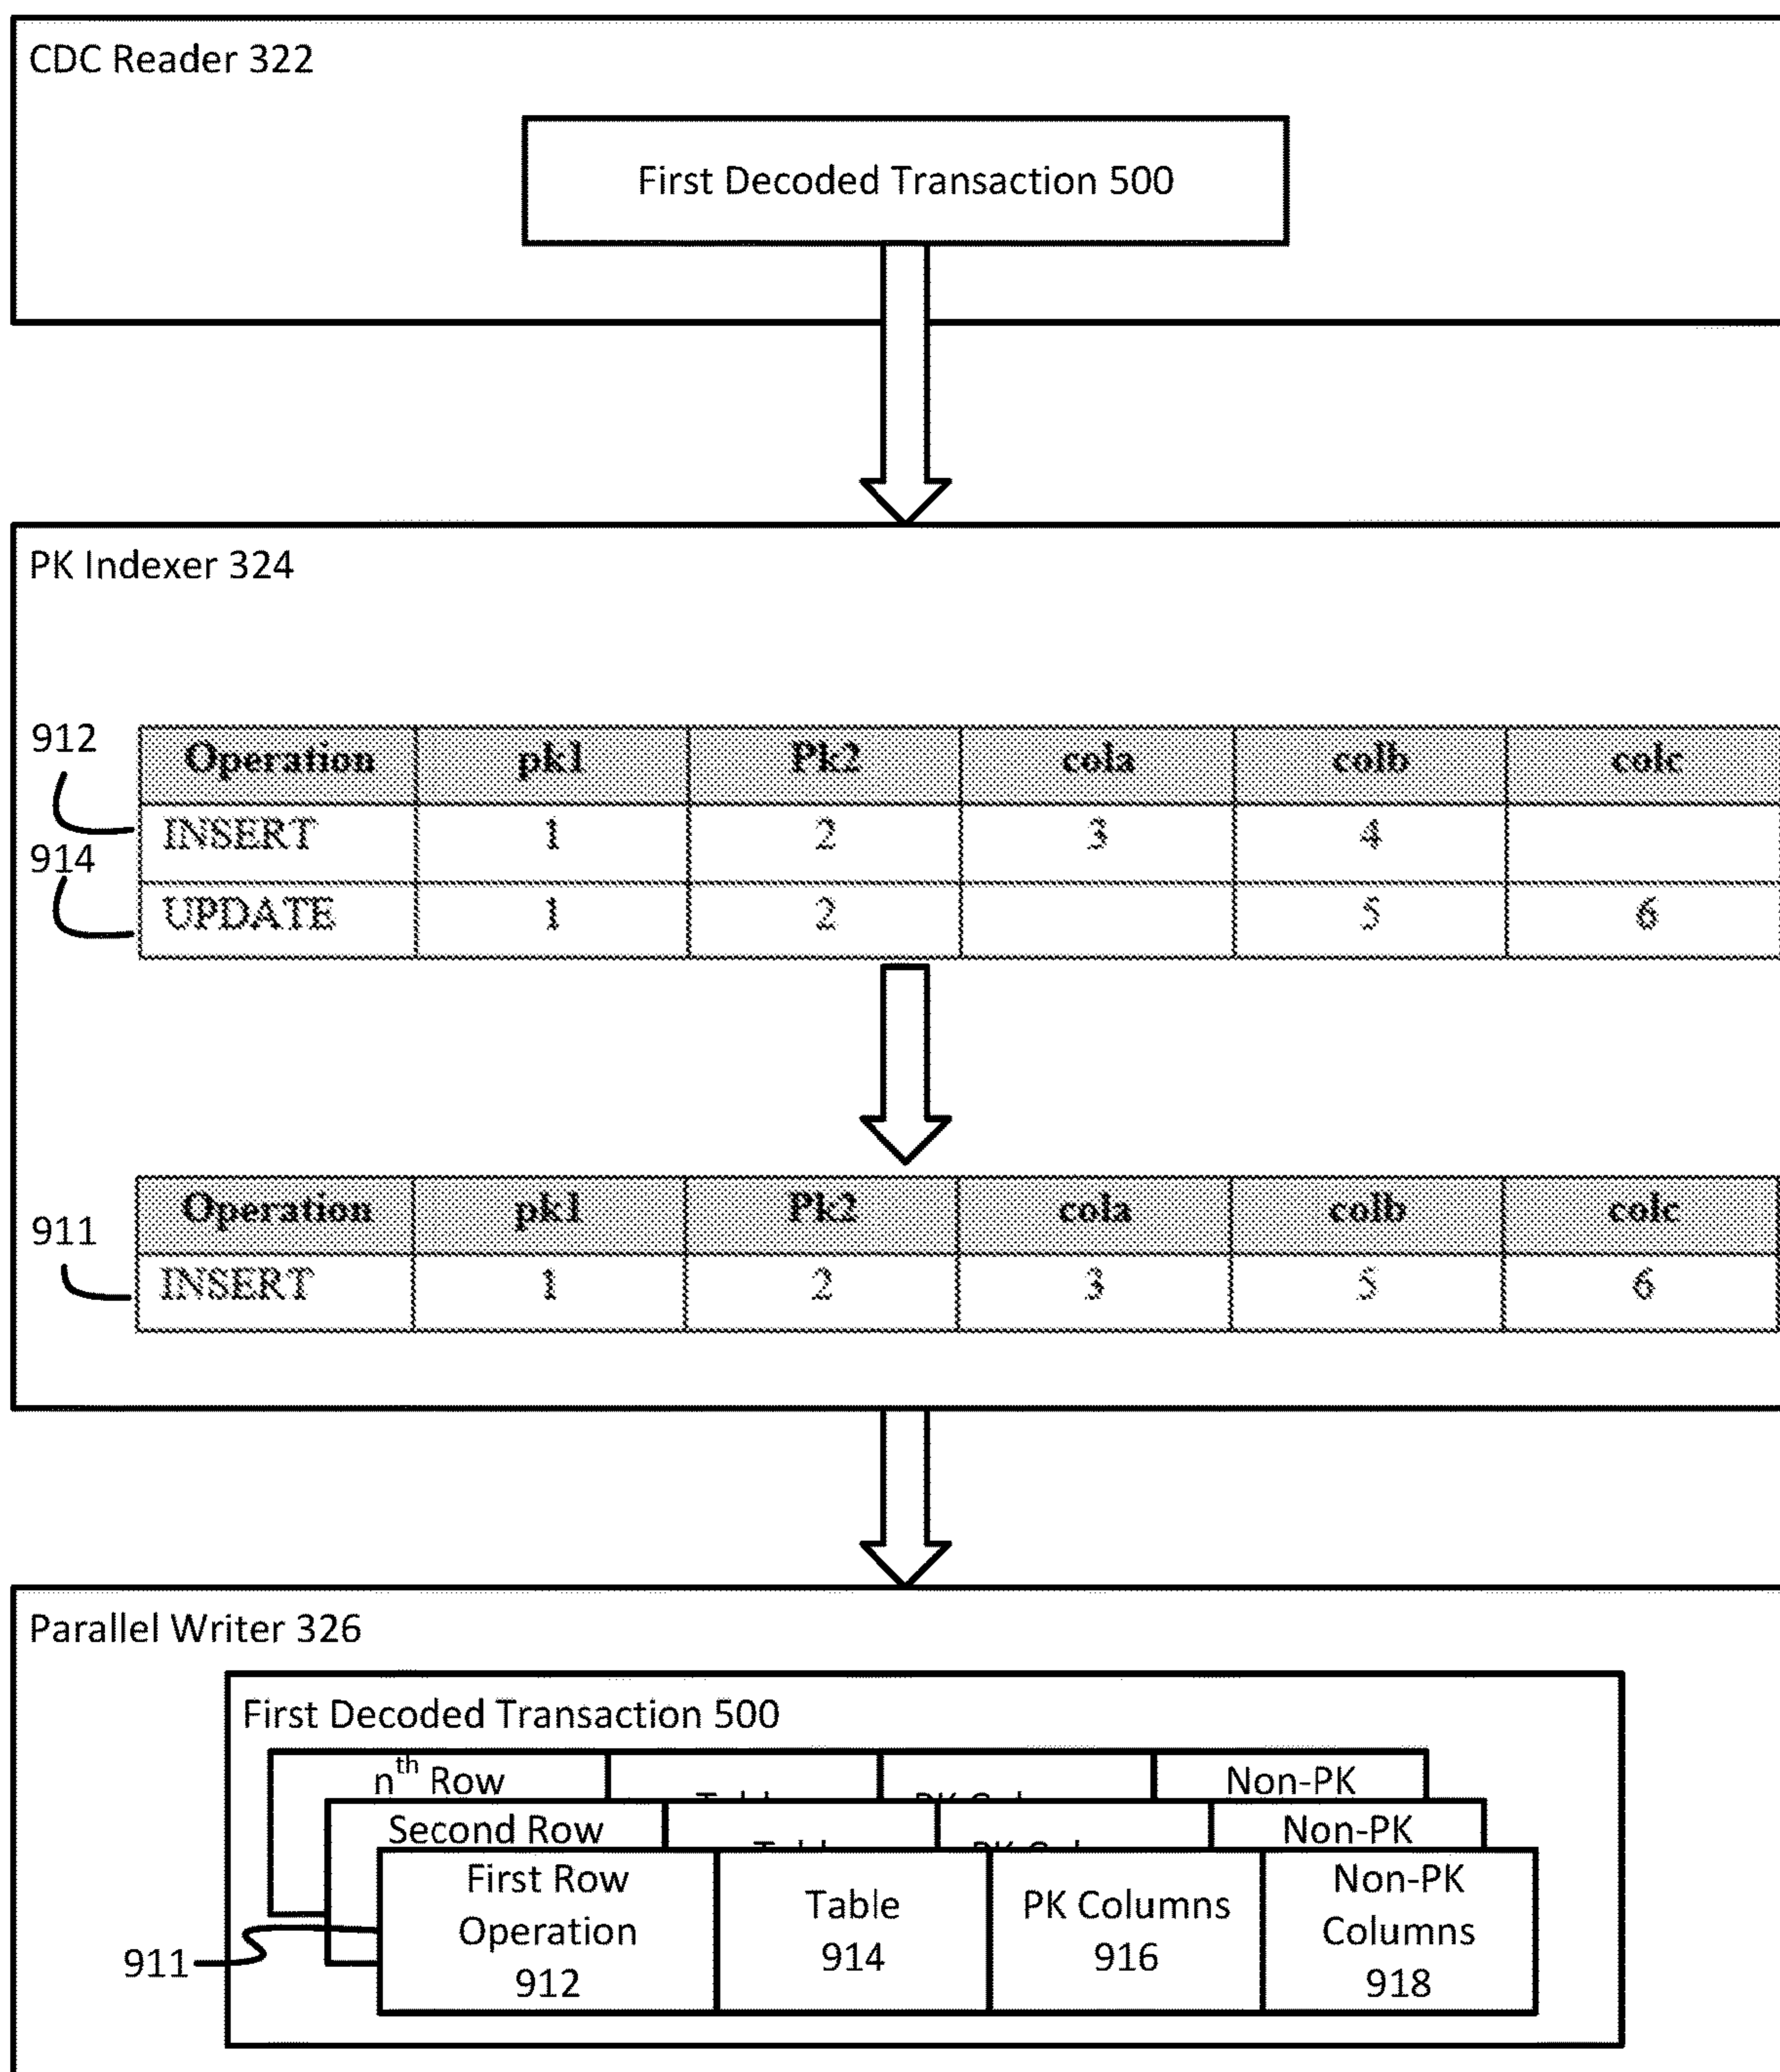 CDC Reader 322
First Decoded Transaction 500
PK Indexer 324
912
Operation pk1 Pk2 cola colb colc
INSERT 1 2 3 4
914
UPDATE 1 2 5 6
Operation pk1 Pk2 cola colb colc
911
INSERT 1 2 3 5 6
Parallel Writer 326
First Decoded Transaction 500
nth Row Non-PK
Second Row Non-PK
First Row Operation 912
Table 914
PK Columns 916
Non-PK Columns 918
911